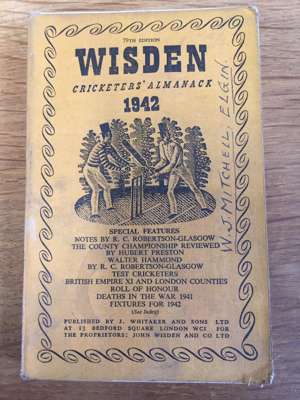 79TH EDITION
WISDEN
CRICKETERS' ALMANACK
1942
SPECIAL FEATURES
NOTES BY R. C. ROBERTSON-GLASGOW
THE COUNTY CHAMPIONSHIP REVIEWED
BY HUBERT PRESTON
WALTER HAMMOND
BY R. C. ROBERTSON-GLASGOW
TEST CRICKETERS
BRITISH EMPIRE XI AND LONDON COUNTIES
ROLL OF HONOUR
DEATHS IN THE WAR 1941
FIXTURES FOR 1942
(See Index)
PUBLISHED BY J. WHITAKER AND SONS LTD
AT 13 BEDFORD SQUARE LONDON WC1 FOR
THE PROPRIETORS; JOHN WISDEN AND CO LTD
W.J. MITCHELL, ELGIN.